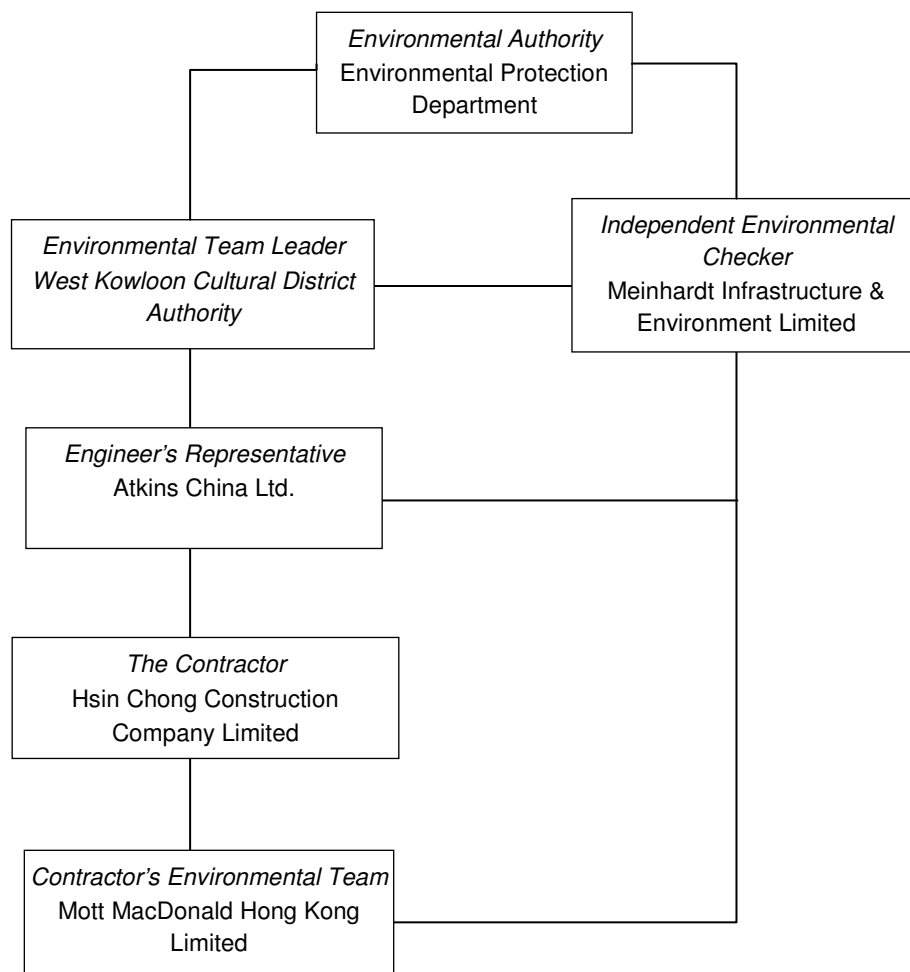 Environmental Authority
Environmental Protection
Department
Environmental Team Leader
West Kowloon Cultural District
Authority
Independent Environmental
Checker
Meinhardt Infrastructure &
Environment Limited
Engineer's Representative
Atkins China Ltd.
The Contractor
Hsin Chong Construction
Company Limited
Contractor's Environmental Team
Mott MacDonald Hong Kong
Limited